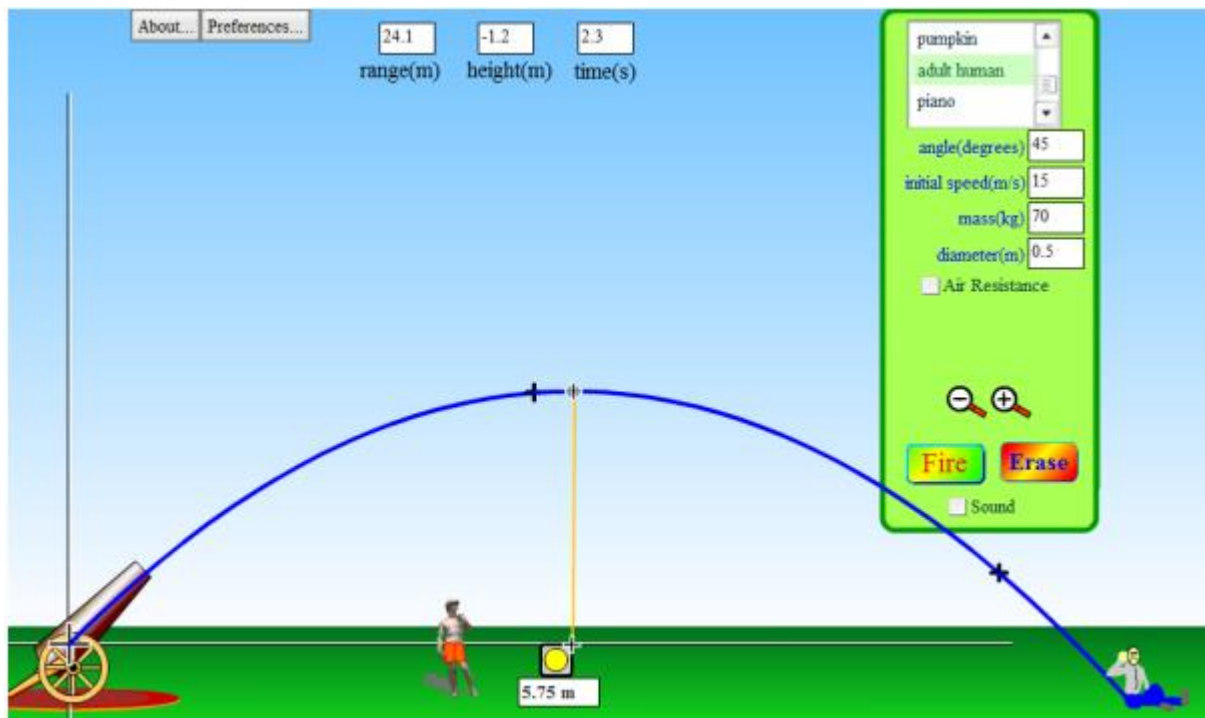 About...
Preferences...
24.1
-1.2
2.3
range(m)
height(m)
time(s)
pumpkin
adult human
piano
angle(degrees) 45
initial speed(m/s) 15
mass(kg) 70
diameter(m) 0.5
Air Resistance
Fire
Erase
Sound
5.75 m